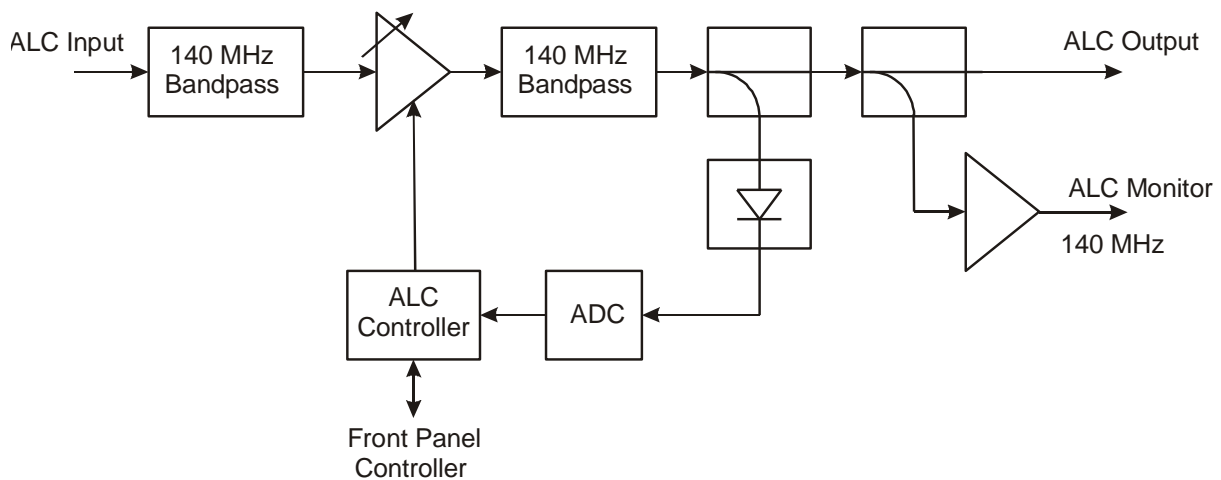 ALC Input
140 MHz
Bandpass
140 MHz
Bandpass
ALC Output
ALC Monitor
140 MHz
ALC
Controller
ADC
Front Panel
Controller